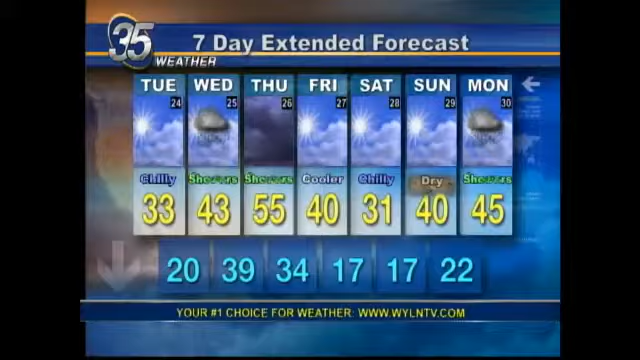 35
WEATHER
7 Day Extended Forecast
TUE WED THU FRI SAT SUN MON
24 25 26 27 28 29 30
Chilly Showers Showers Cooler Chilly Dry Showers
33 43 55 40 31 40 45
20 39 34 17 17 22
YOUR #1 CHOICE FOR WEATHER: WWW.WYLNTV.COM